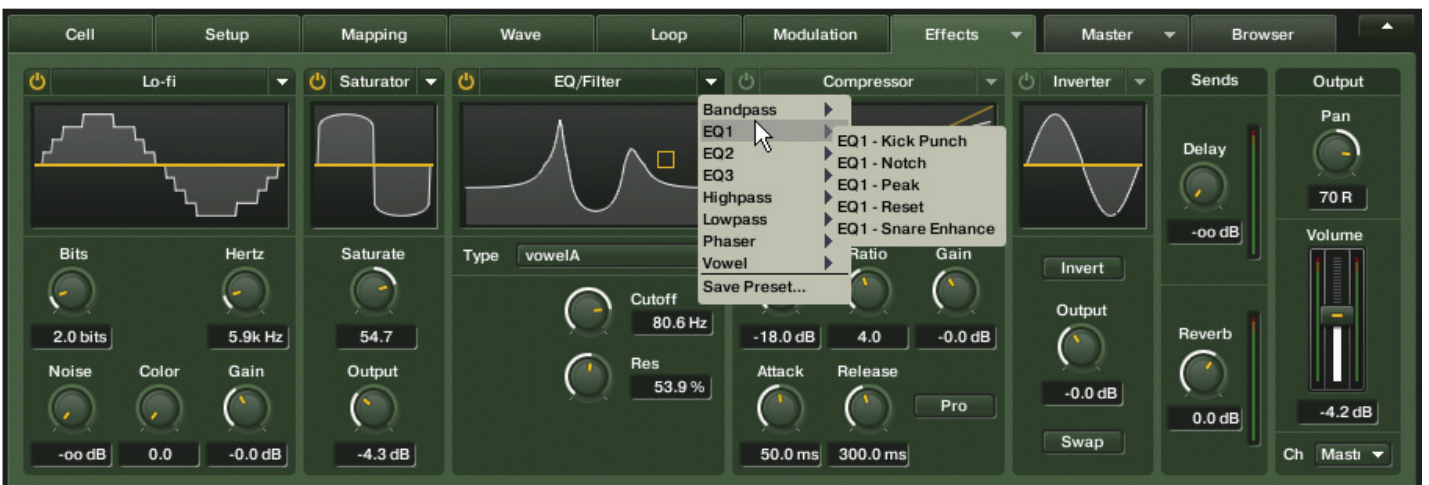 Cell Setup Mapping Wave Loop Modulation Effects Master Browser
Lo-fi Saturator EQ/Filter Compressor Inverter Sends Output
Bandpass
EQ1
EQ2
EQ3
Highpass
Lowpass
Phaser
Vowel
Save Preset...
EQ1 - Kick Punch
EQ1 - Notch
EQ1 - Peak
EQ1 - Reset
EQ1 - Snare Enhance
Bits Hertz
2.0 bits 5.9k Hz
Noise Color Gain
-oo dB 0.0 -0.0 dB
Saturate
54.7
Output
-4.3 dB
Type vowelA
Cutoff
80.6 Hz
Res
53.9 %
Ratio Gain
-18.0 dB 4.0 -0.0 dB
Attack Release
Pro
50.0 ms 300.0 ms
Invert
Output
-0.0 dB
Swap
Delay
-oo dB
Reverb
0.0 dB
Pan
70 R
Volume
-4.2 dB
Ch